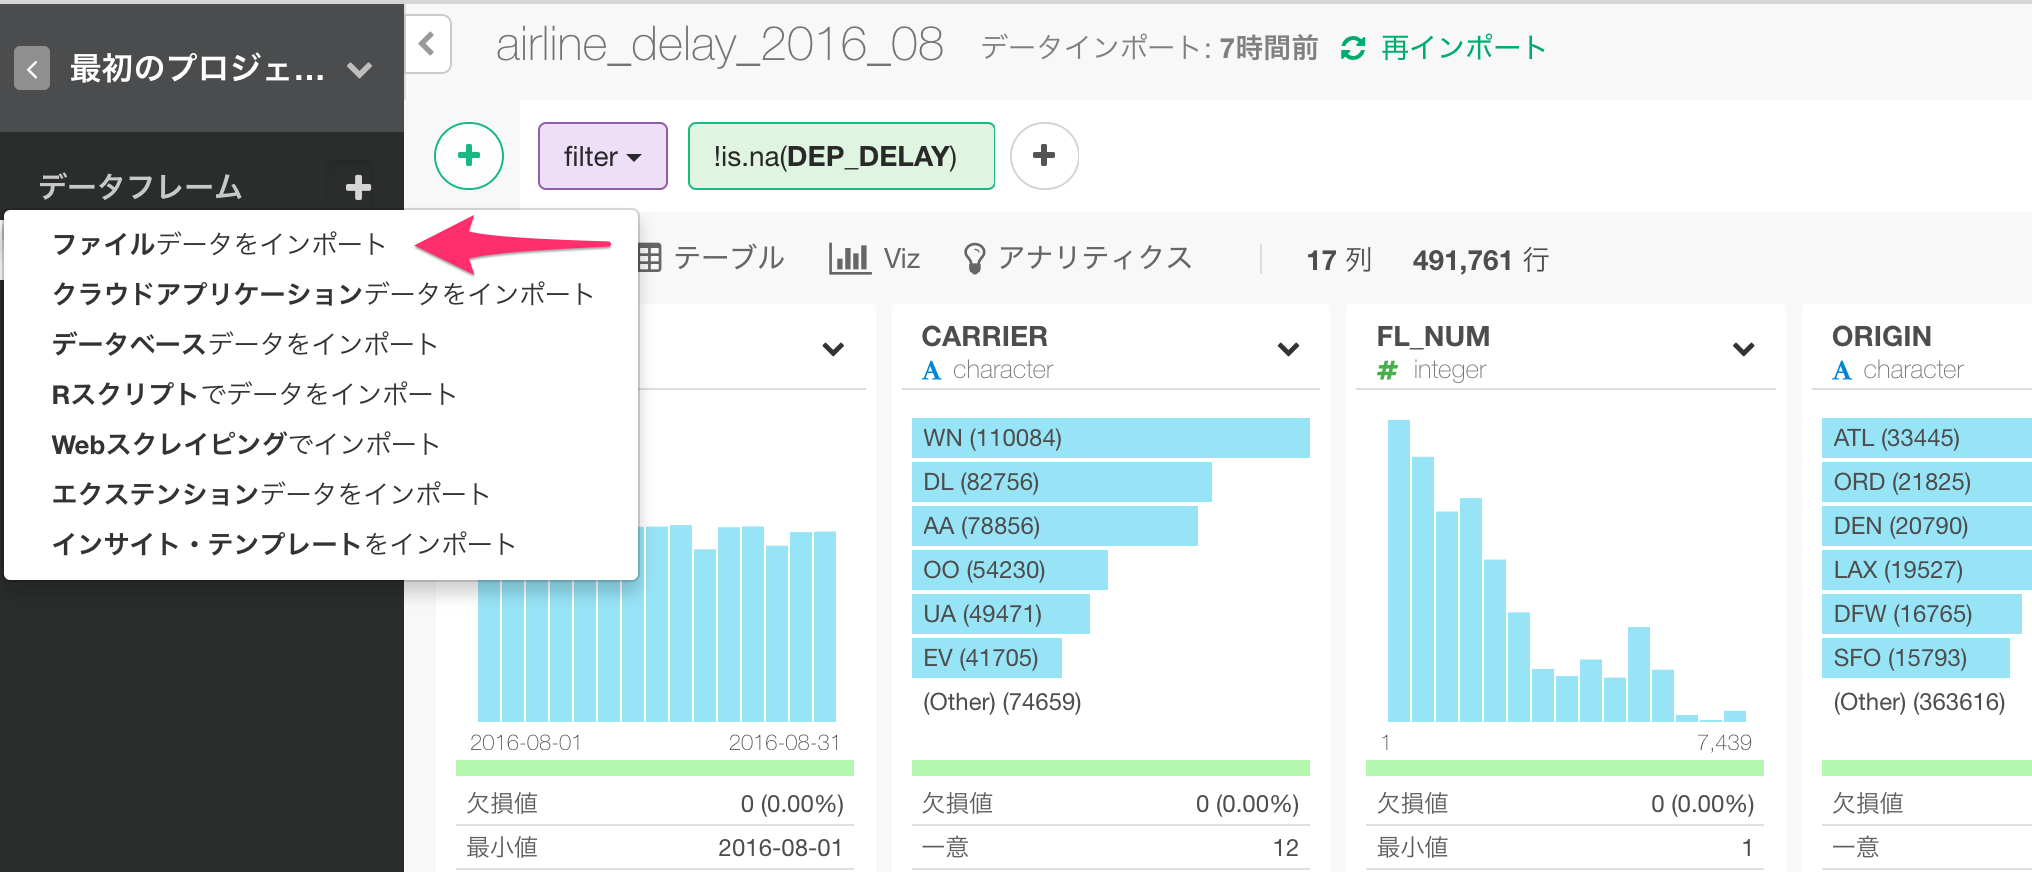 最初のプロジェ...
airline_delay_2016_08 データインポート: 7時間前 再インポート
filter !is.na(DEP_DELAY)
データフレーム
ファイルデータをインポート
クラウドアプリケーションデータをインポート
データベースデータをインポート
Rスクリプトでデータをインポート
Webスクレイピングでインポート
エクステンションデータをインポート
インサイト・テンプレートをインポート
テーブル Viz アナリティクス 17 列 491,761 行
2016-08-01 2016-08-31
欠損値 0 (0.00%)
最小値 2016-08-01
CARRIER
character
WN (110084)
DL (82756)
AA (78856)
OO (54230)
UA (49471)
EV (41705)
(Other) (74659)
欠損値 0 (0.00%)
一意 12
FL_NUM
integer
1 7,439
欠損値 0 (0.00%)
最小値 1
ORIGIN
character
ATL (33445)
ORD (21825)
DEN (20790)
LAX (19527)
DFW (16765)
SFO (15793)
(Other) (363616)
欠損値
一意